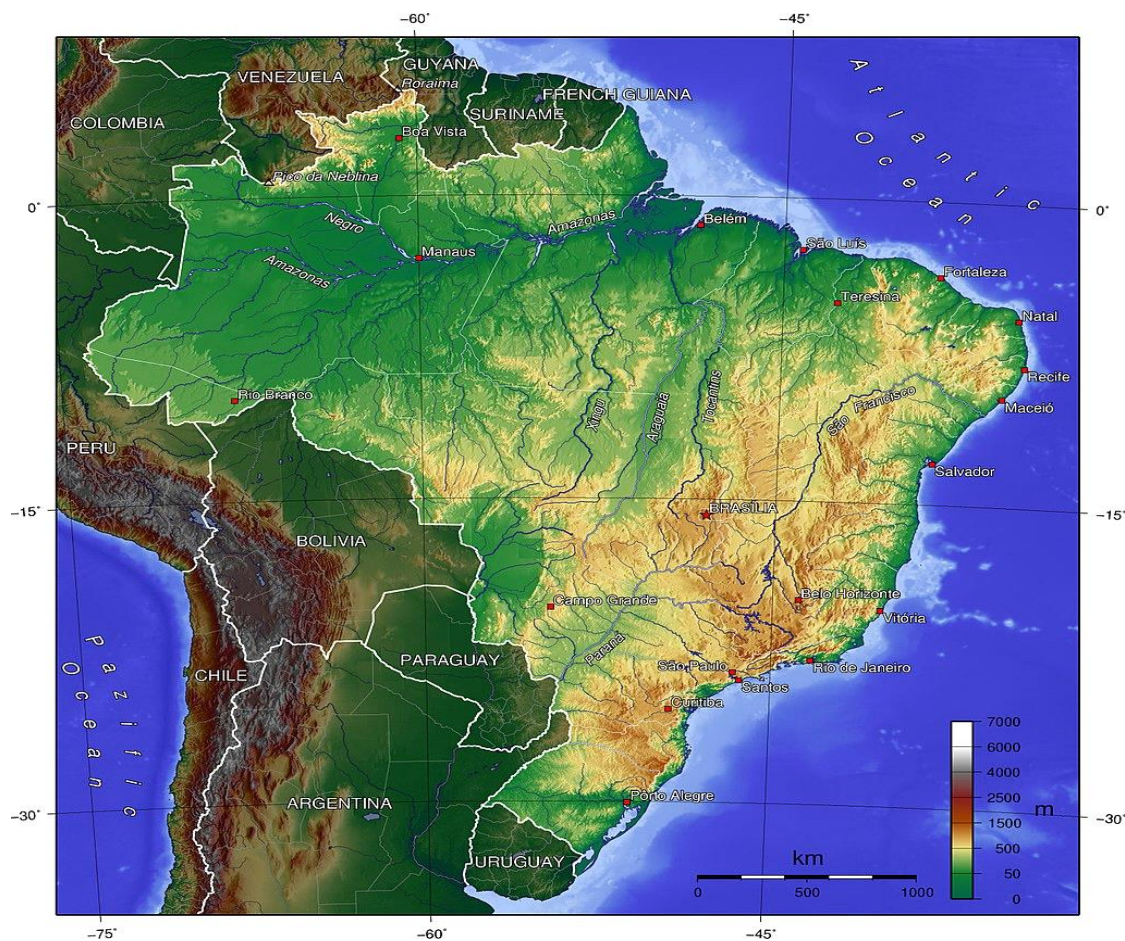 -60°
-45°
GUYANA
VENEZUELA
Roraima
FRENCH GUIANA
SURINAME
COLOMBIA
Boa Vista
Atlantic
Ocean
Pico da Neblina
0°
0°
Negro
Amazonas
Belém
Manaus
São Luís
Amazonas
Fortaleza
Teresina
Natal
Recife
Rio Branco
Xingu
Araguaia
Tocantins
São Francisco
Maceió
PERU
Salvador
-15°
BRASÍLIA
-15°
BOLIVIA
Campo Grande
Belo Horizonte
Vitória
Pazific
Ocean
Paraná
PARAGUAY
São Paulo
Rio de Janeiro
CHILE
Santos
Curitiba
7000
6000
4000
2500
1500
500
50
0
m
ARGENTINA
Porto Alegre
-30°
-30°
URUGUAY
km
0 500 1000
-75°
-60°
-45°